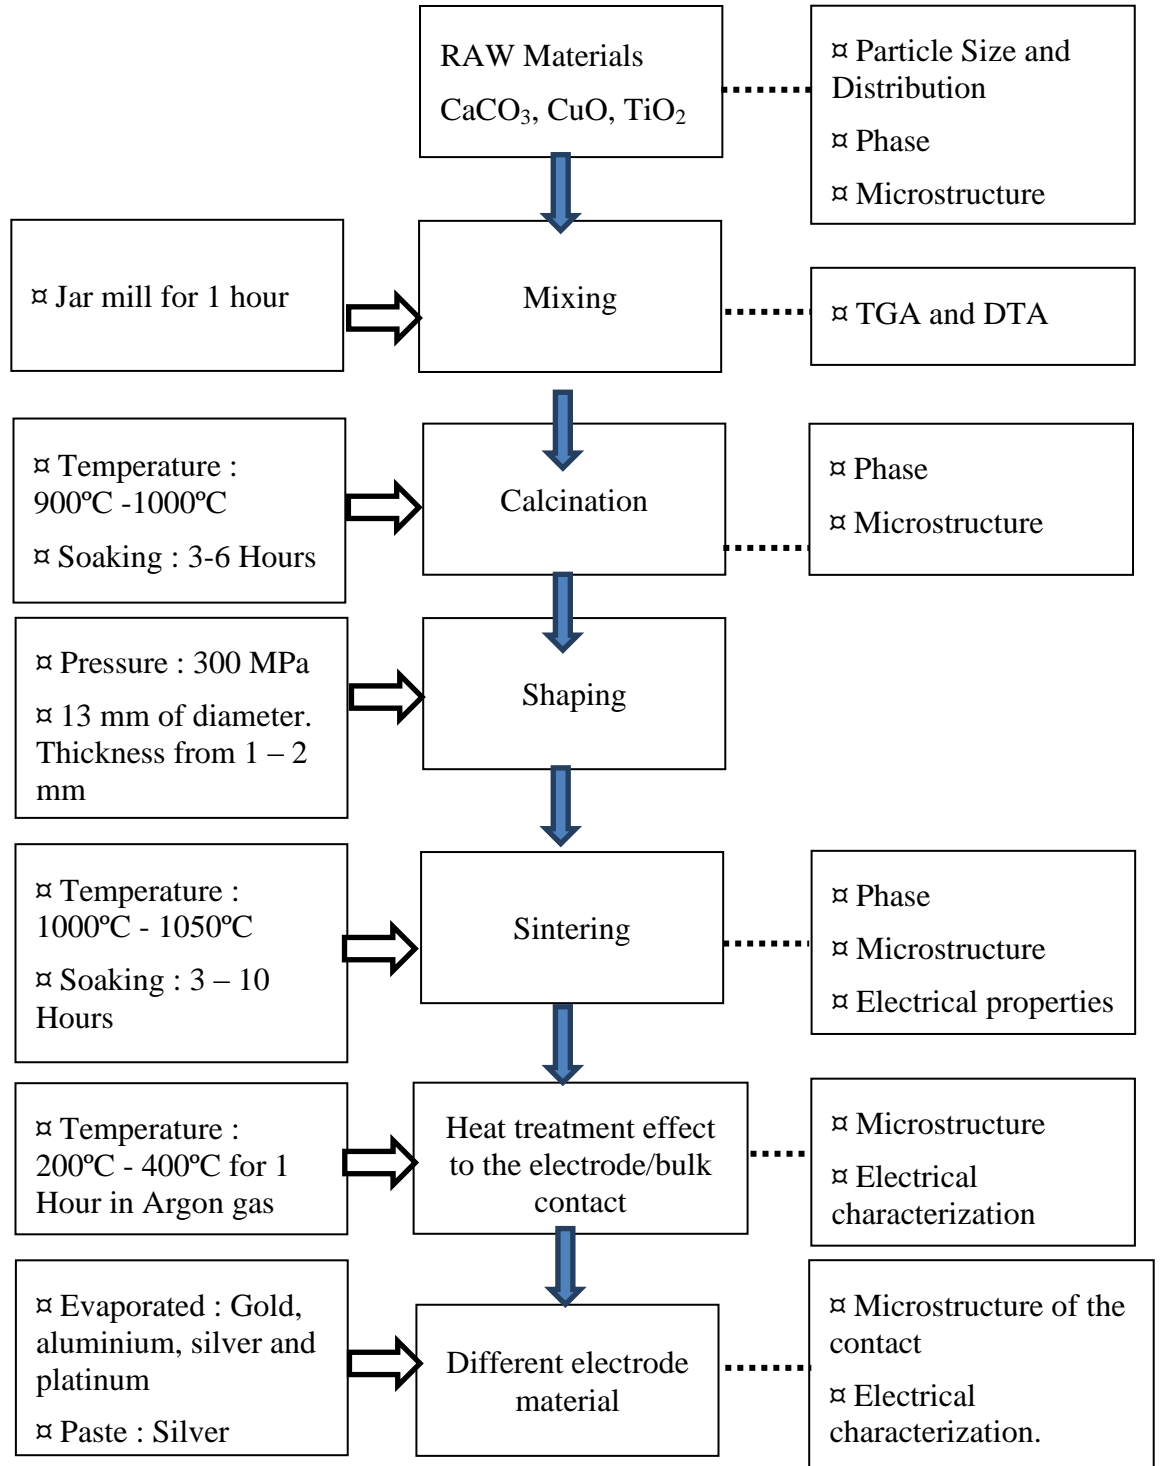 RAW Materials
CaCO₃, CuO, TiO₂
¤ Particle Size and
Distribution
¤ Phase
¤ Microstructure
¤ Jar mill for 1 hour
Mixing
¤ TGA and DTA
¤ Temperature :
900ºC -1000ºC
¤ Soaking : 3-6 Hours
Calcination
¤ Phase
¤ Microstructure
¤ Pressure : 300 MPa
¤ 13 mm of diameter.
Thickness from 1 – 2
mm
Shaping
¤ Temperature :
1000ºC - 1050ºC
¤ Soaking : 3 – 10
Hours
Sintering
¤ Phase
¤ Microstructure
¤ Electrical properties
¤ Temperature :
200ºC - 400ºC for 1
Hour in Argon gas
Heat treatment effect
to the electrode/bulk
contact
¤ Microstructure
¤ Electrical
characterization
¤ Evaporated : Gold,
aluminium, silver and
platinum
¤ Paste : Silver
Different electrode
material
¤ Microstructure of the
contact
¤ Electrical
characterization.